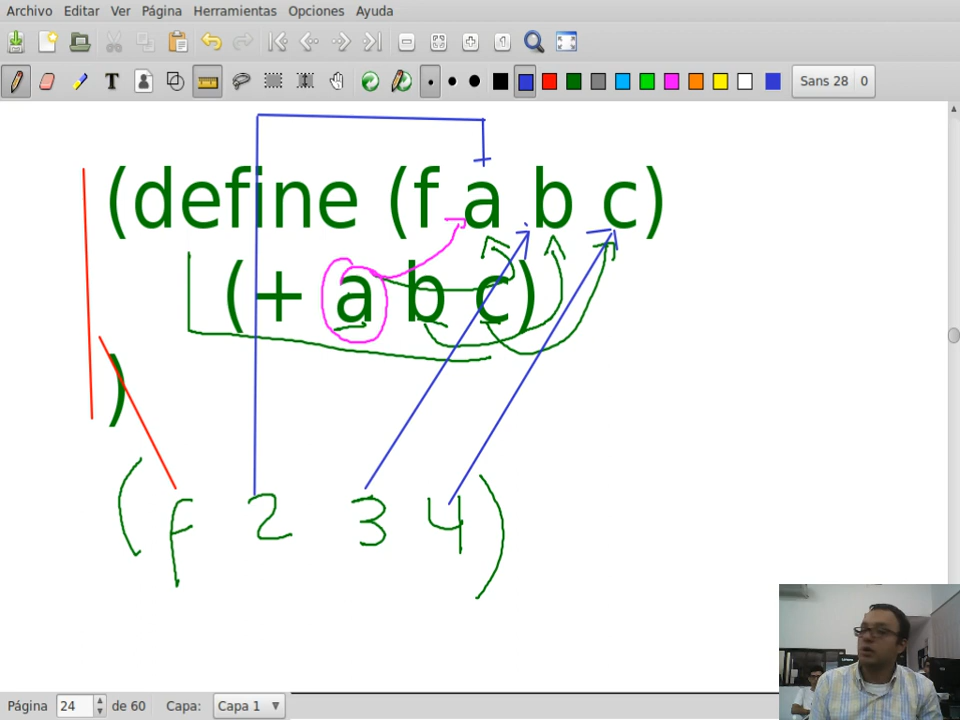 Archivo Editar Ver Página Herramientas Opciones Ayuda
T Sans 28 0
(define (f a b c)
(+ a b c)
)
(f 2 3 4)
Página 24 de 60 Capa: Capa 1